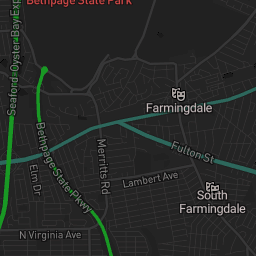 Bethpage State Park
Seaford-Oyster Bay Exp
Farmingdale
Bethpage State Pkwy
Merritts Rd
Fulton St
Elm Dr
Lambert Ave
South
Farmingdale
N Virginia Ave